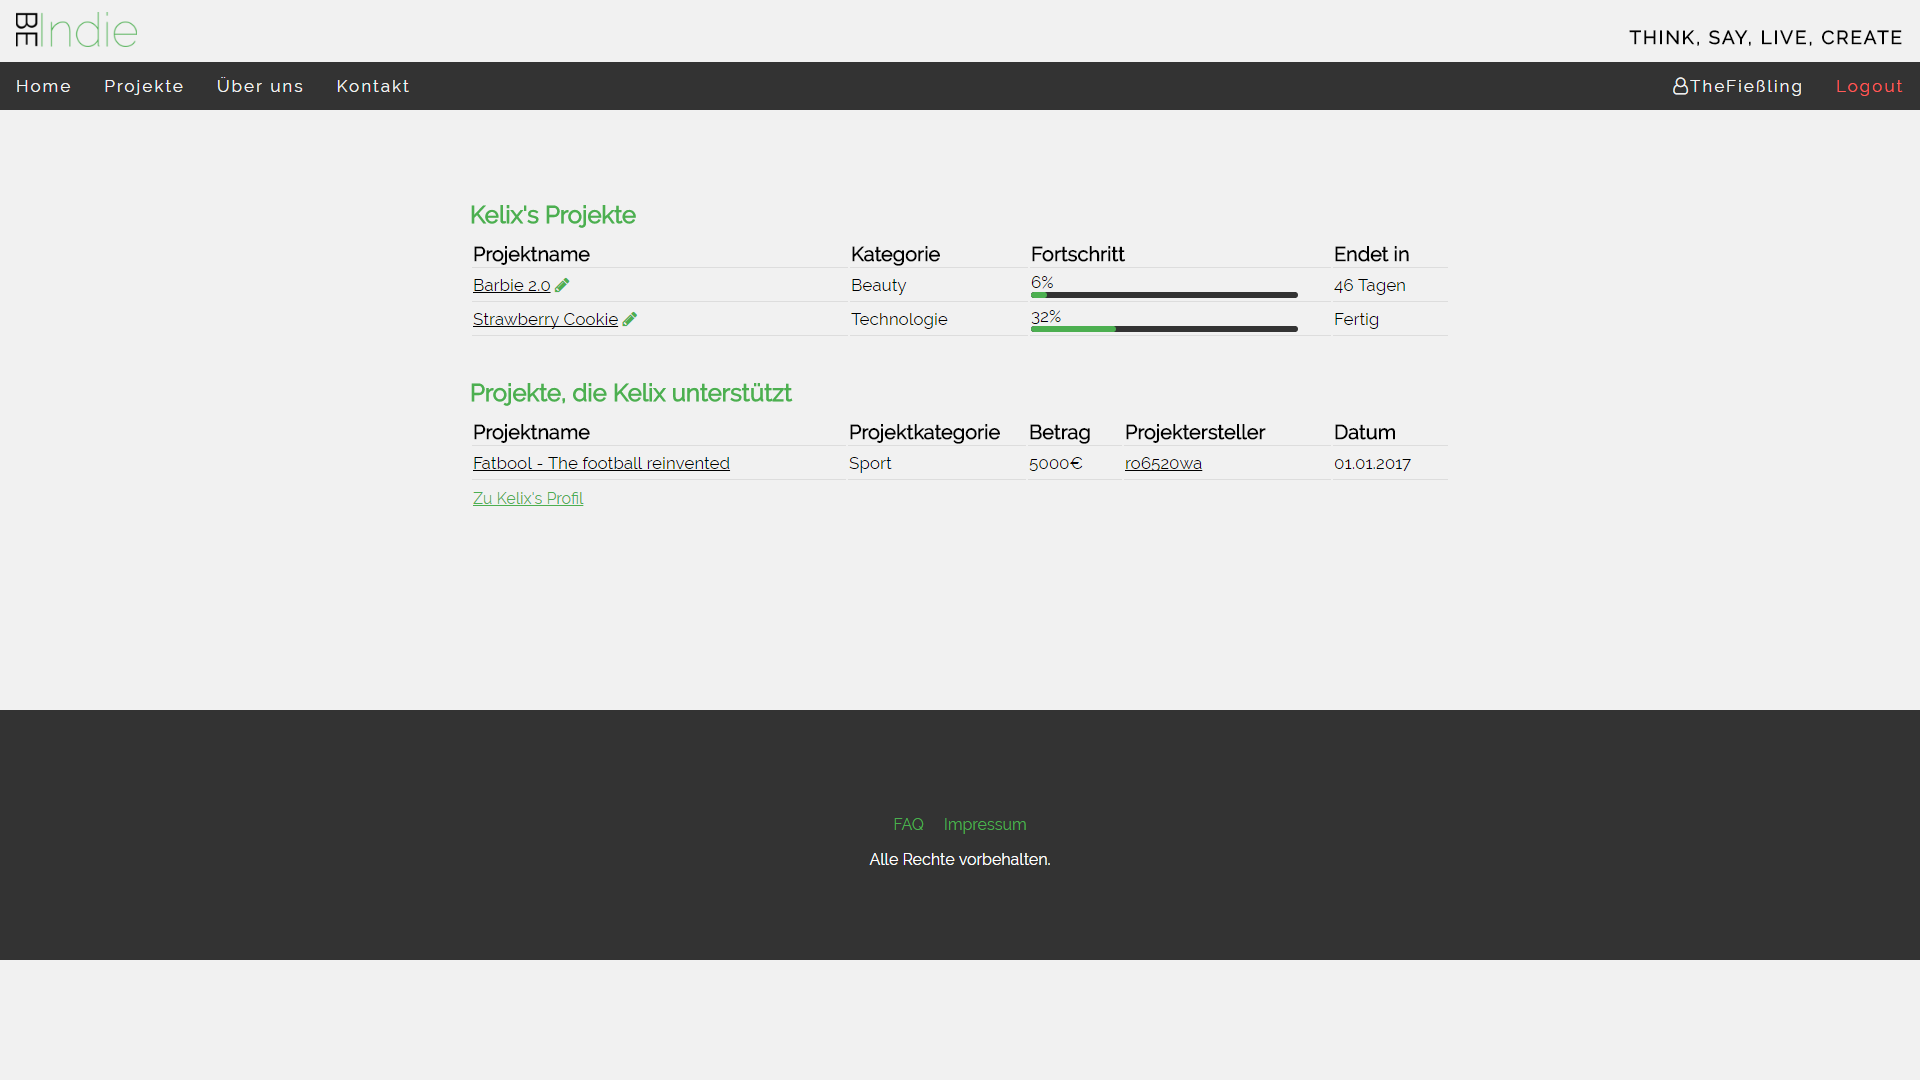 BE Indie
THINK, SAY, LIVE, CREATE
Home Projekte Über uns Kontakt TheFießling Logout
Kelix's Projekte
Projektname Kategorie Fortschritt Endet in
Barbie 2.0 Beauty 6% 46 Tagen
Strawberry Cookie Technologie 32% Fertig
Projekte, die Kelix unterstützt
Projektname Projektkategorie Betrag Projektersteller Datum
Fatbool - The football reinvented Sport 5000€ ro6520wa 01.01.2017
Zu Kelix's Profil
FAQ Impressum
Alle Rechte vorbehalten.